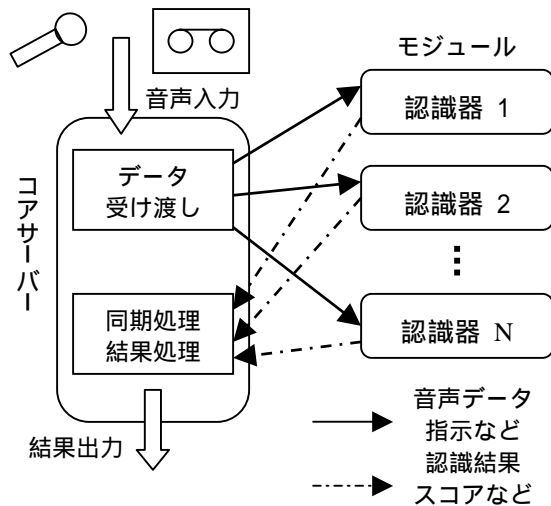 音声入力
コアサーバー
データ
受け渡し
同期処理
結果処理
結果出力
モジュール
認識器 1
認識器 2
認識器 N
音声データ
指示など
認識結果
スコアなど